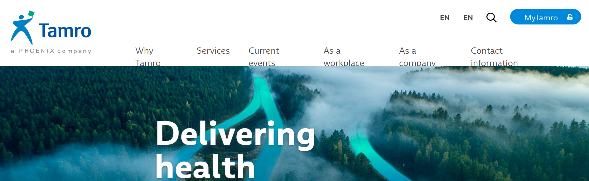 Tamro
a PHOENIX company
EN
EN
MyTamro
Why
Tamro
Services
Current
events
As a
workplace
As a
company
Contact
information
Delivering
health